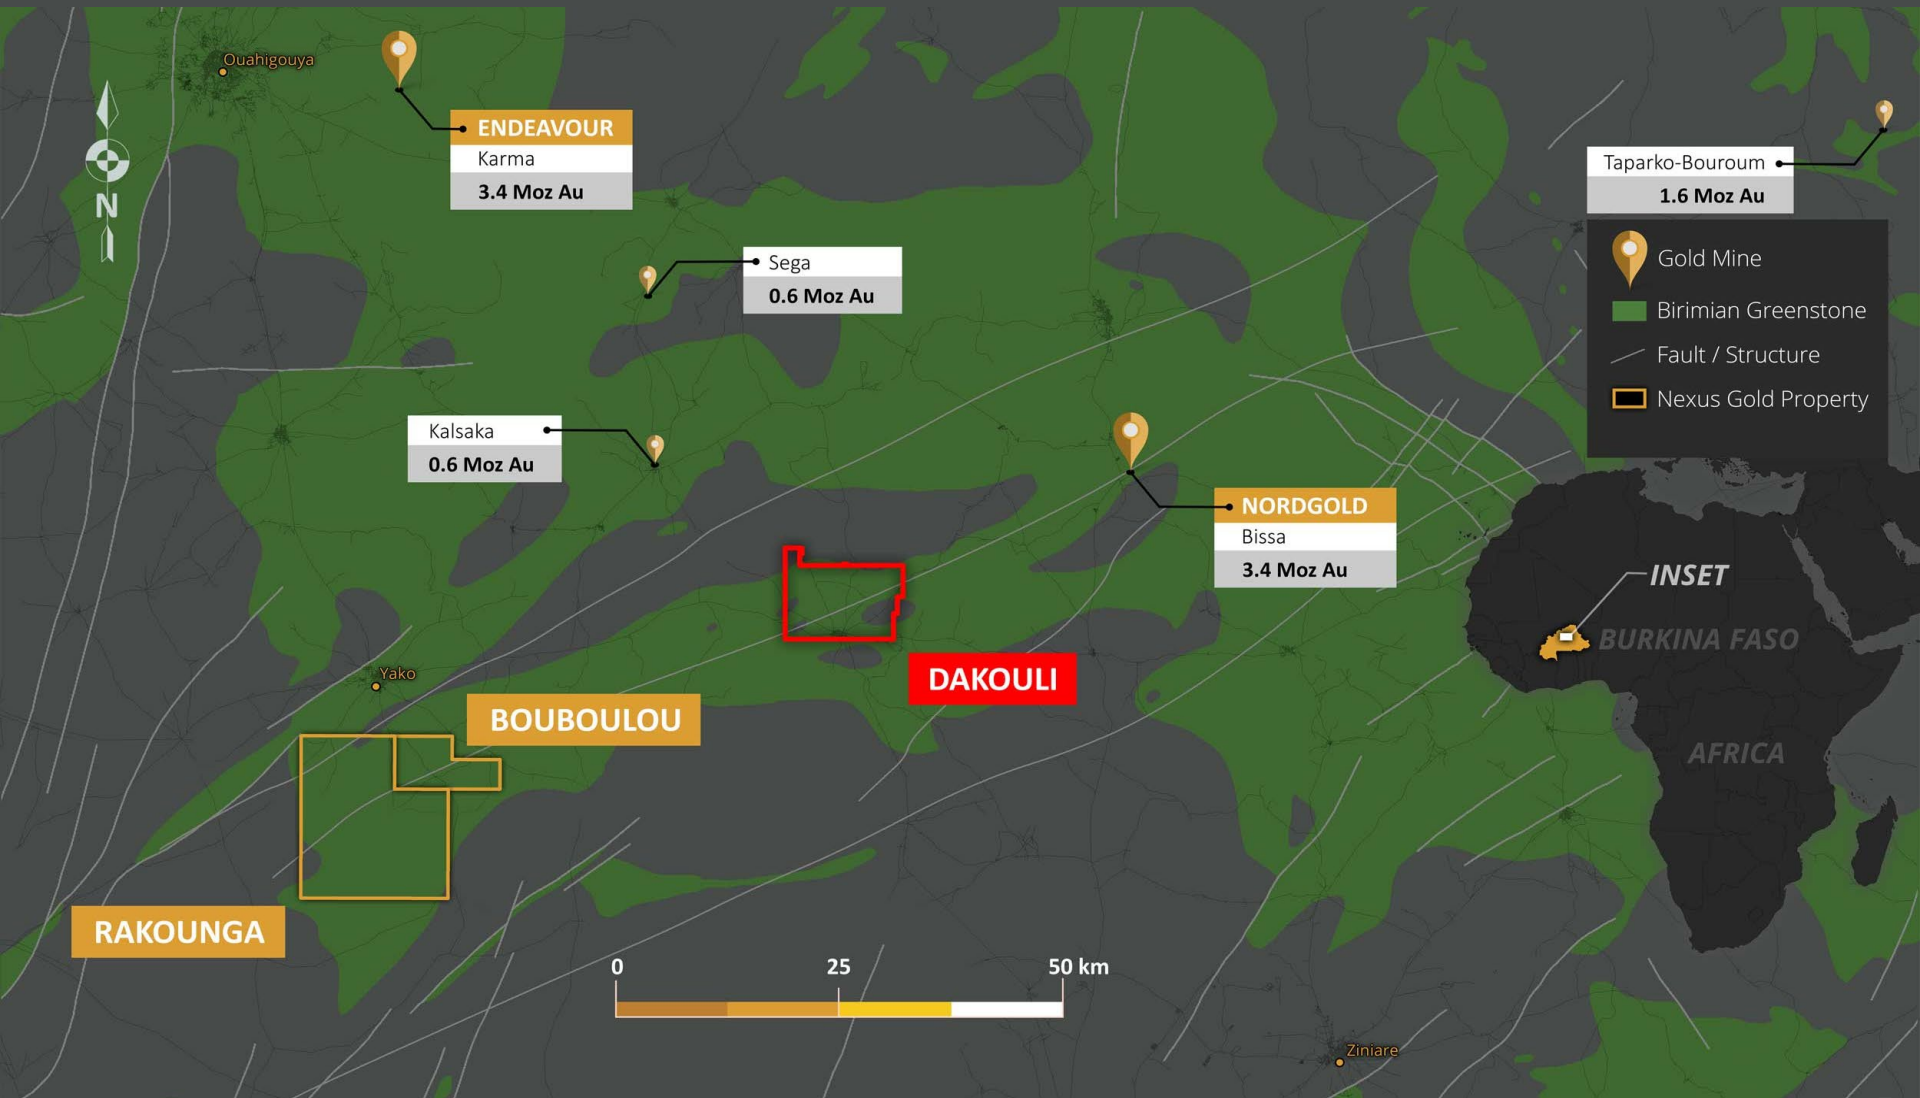 Ouahigouya
ENDEAVOUR
Karma
3.4 Moz Au
N
Taparko-Bouroum
1.6 Moz Au
Gold Mine
Birimian Greenstone
Fault / Structure
Nexus Gold Property
Sega
0.6 Moz Au
Kalsaka
0.6 Moz Au
NORDGOLD
Bissa
3.4 Moz Au
INSET
BURKINA FASO
AFRICA
DAKOULI
Yako
BOUBOULOU
RAKOUNGA
0 25 50 km
Ziniare